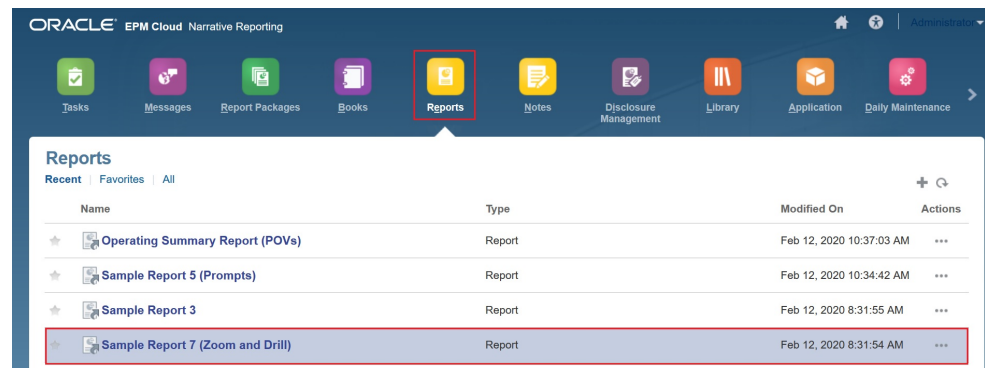 ORACLE EPM Cloud Narrative Reporting
Administrator
Tasks Messages Report Packages Books Reports Notes Disclosure Management Library Application Daily Maintenance
Reports
Recent Favorites All
Name Type Modified On Actions
Operating Summary Report (POVs) Report Feb 12, 2020 10:37:03 AM
Sample Report 5 (Prompts) Report Feb 12, 2020 10:34:42 AM
Sample Report 3 Report Feb 12, 2020 8:31:55 AM
Sample Report 7 (Zoom and Drill) Report Feb 12, 2020 8:31:54 AM